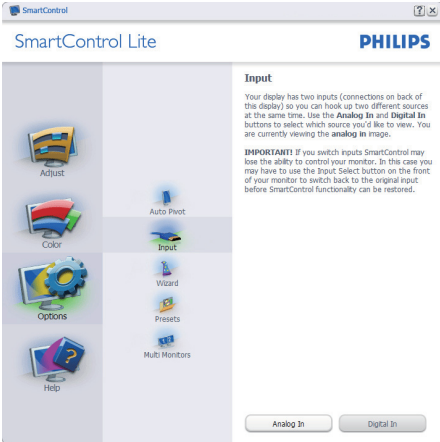 SmartControl
SmartControl Lite
PHILIPS
Adjust
Color
Options
Help
Auto Pivot
Input
Wizard
Presets
Multi Monitors
Input
Your display has two inputs (connections on back of
this display) so you can hook up two different sources
at the same time. Use the Analog In and Digital In
buttons to select which source you'd like to view. You
are currently viewing the analog in image.
IMPORTANT! If you switch inputs SmartControl may
lose the ability to control your monitor. In this case you
may have to use the Input Select button on the front
of your monitor to switch back to the original input
before SmartControl functionality can be restored.
Analog In
Digital In